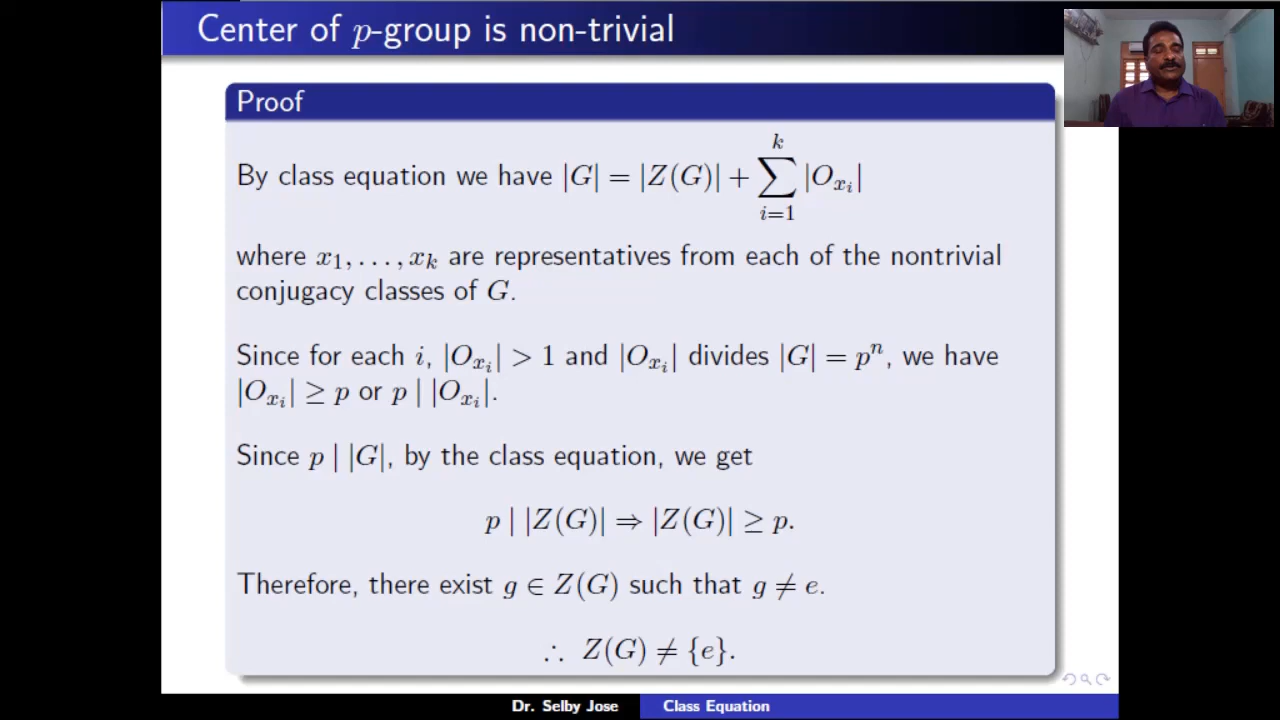 Center of p-group is non-trivial
Proof
By class equation we have |G| = |Z(G)| + ∑_{i=1}^{k} |O_{x_i}|
where x₁, . . . , x_k are representatives from each of the nontrivial
conjugacy classes of G.
Since for each i, |O_{x_i}| > 1 and |O_{x_i}| divides |G| = pⁿ, we have
|O_{x_i}| ≥ p or p | |O_{x_i}|.
Since p | |G|, by the class equation, we get
p | |Z(G)| ⇒ |Z(G)| ≥ p.
Therefore, there exist g ∈ Z(G) such that g ≠ e.
∴ Z(G) ≠ {e}.
Dr. Selby Jose
Class Equation